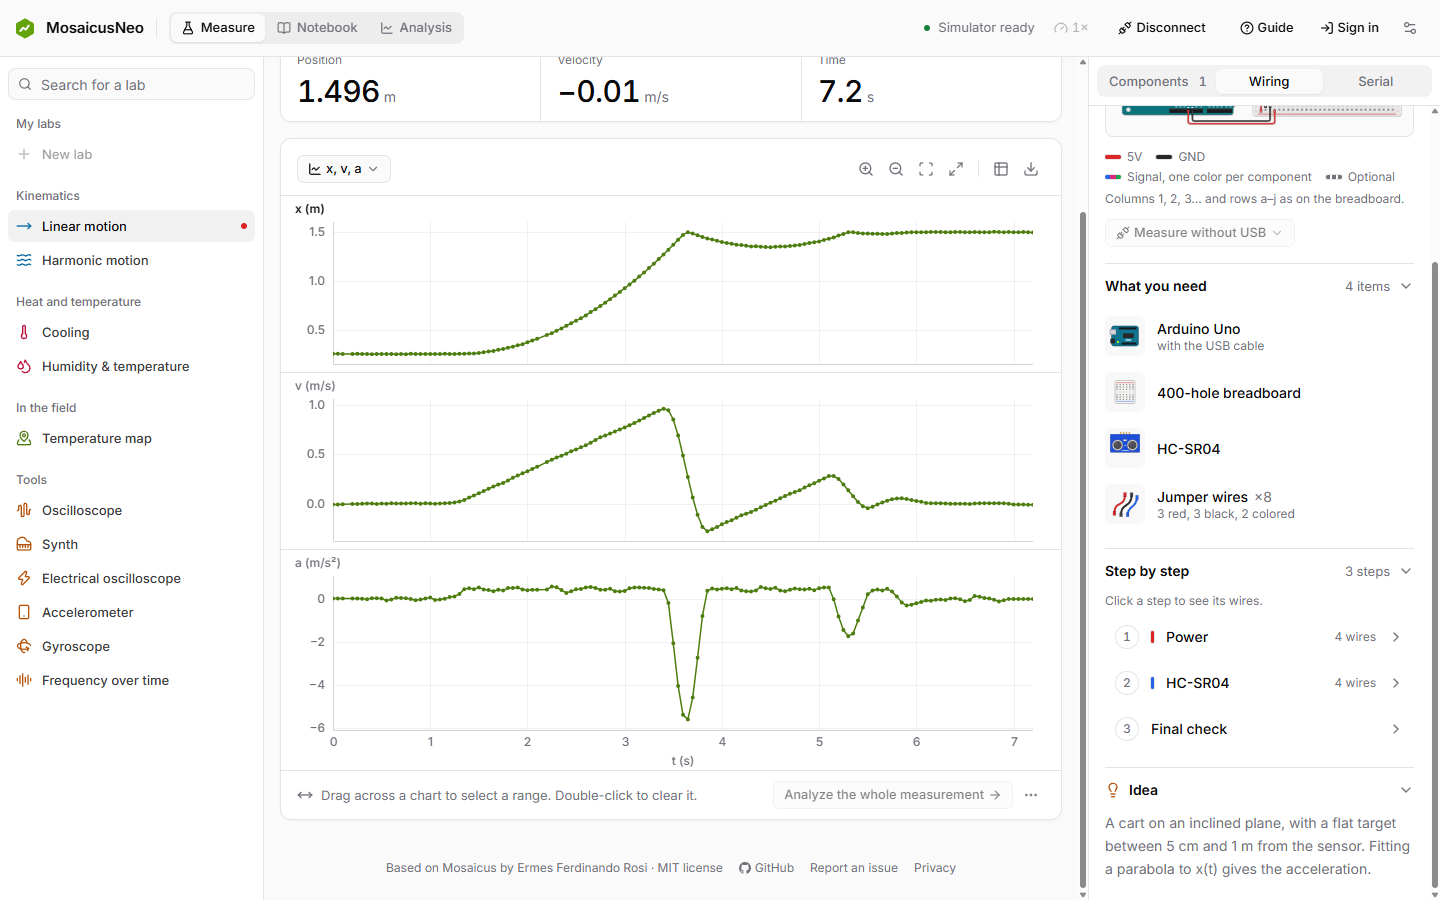 MosaicusNeo
Measure
Notebook
Analysis
Simulator ready
1×
Disconnect
Guide
Sign in
Search for a lab
My labs
New lab
Kinematics
Linear motion
Harmonic motion
Heat and temperature
Cooling
Humidity & temperature
In the field
Temperature map
Tools
Oscilloscope
Synth
Electrical oscilloscope
Accelerometer
Gyroscope
Frequency over time
Position
1.496 m
Velocity
−0.01 m/s
Time
7.2 s
x, v, a
x (m)
1.5
1.0
0.5
v (m/s)
1.0
0.5
0.0
a (m/s²)
0
−2
−4
−6
0 1 2 3 4 5 6 7
t (s)
Drag across a chart to select a range. Double-click to clear it.
Analyze the whole measurement
Based on Mosaicus by Ermes Ferdinando Rosi · MIT license
GitHub
Report an issue
Privacy
Components 1
Wiring
Serial
5V
GND
Signal, one color per component
Optional
Columns 1, 2, 3... and rows a–j as on the breadboard.
Measure without USB
What you need
4 items
Arduino Uno
with the USB cable
400-hole breadboard
HC-SR04
Jumper wires ×8
3 red, 3 black, 2 colored
Step by step
3 steps
Click a step to see its wires.
1 Power 4 wires
2 HC-SR04 4 wires
3 Final check
Idea
A cart on an inclined plane, with a flat target
between 5 cm and 1 m from the sensor. Fitting
a parabola to x(t) gives the acceleration.